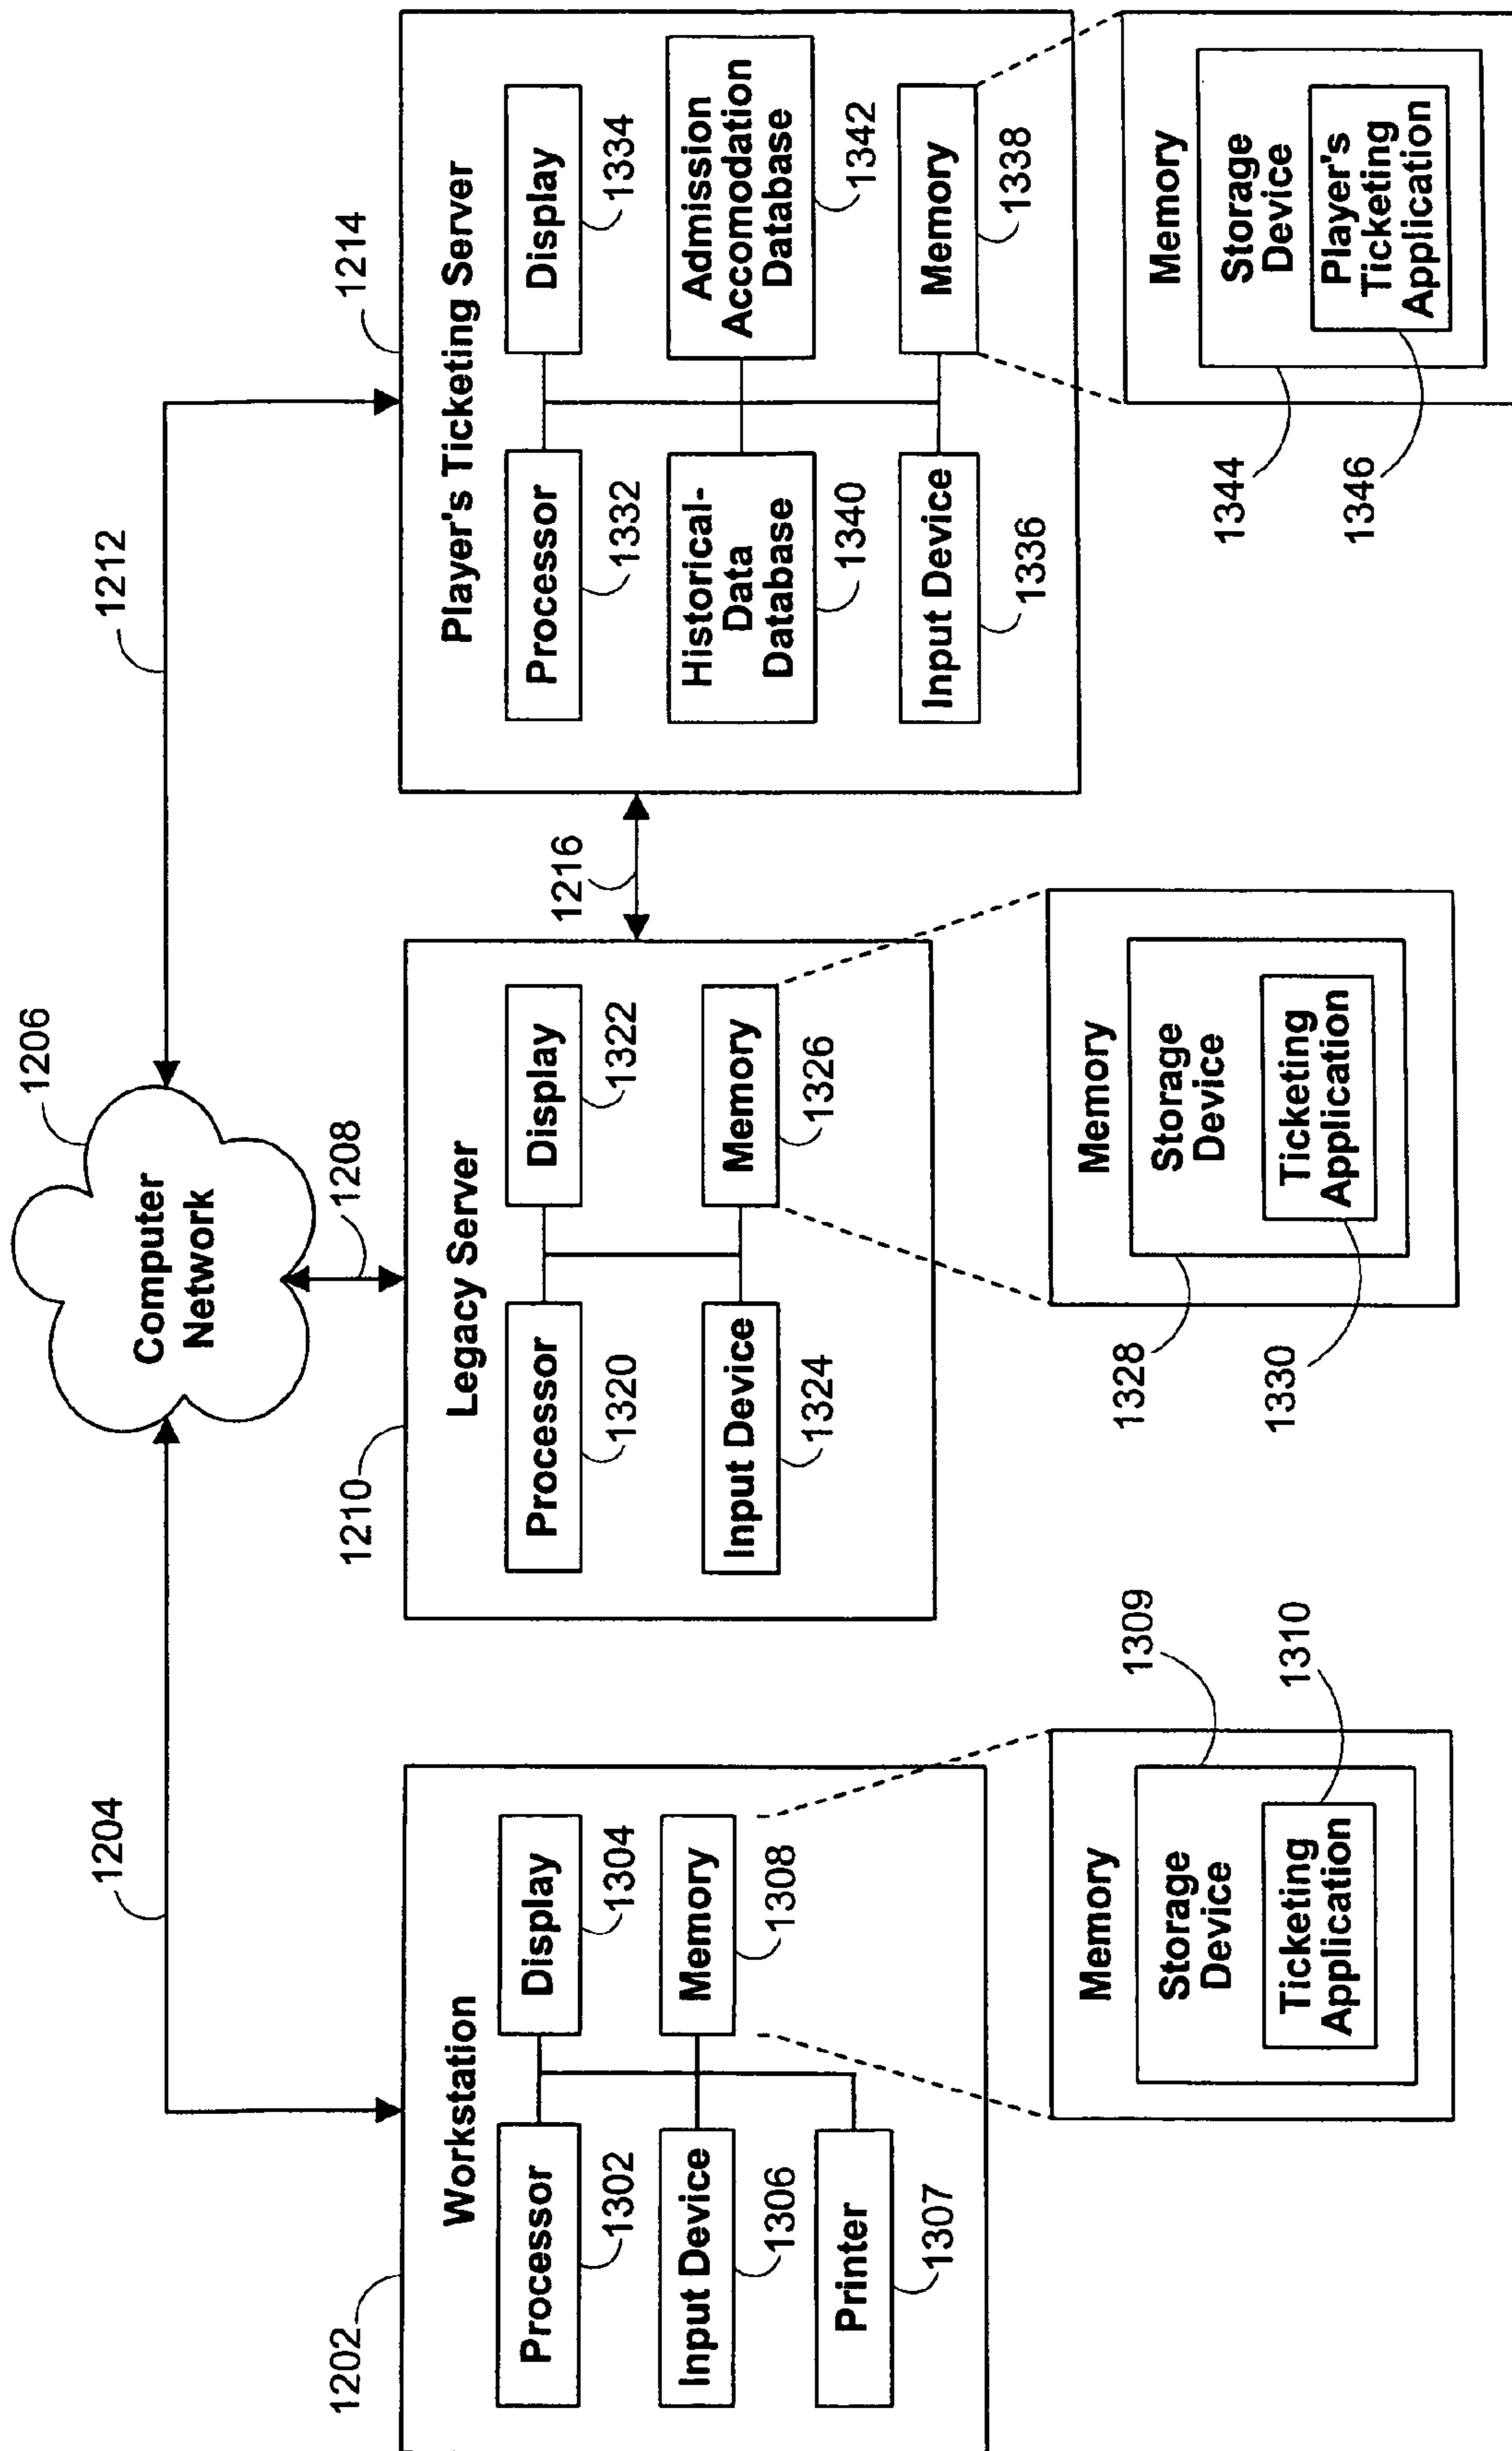 1206
Computer
Network
1204
1208
1212
1202
Workstation
Processor
1302
Display
1304
Input Device
1306
Memory
1308
Printer
1307
1210
Legacy Server
Processor
1320
Display
1322
Input Device
1324
Memory
1326
1216
1214
Player's Ticketing Server
Processor
1332
Display
1334
Historical-
Data
Database
1340
Admission
Accomodation
Database
1342
Input Device
1336
Memory
1338
Memory
Storage
Device
Ticketing
Application
1309
1310
Memory
Storage
Device
Ticketing
Application
1328
1330
Memory
Storage
Device
Player's
Ticketing
Application
1344
1346